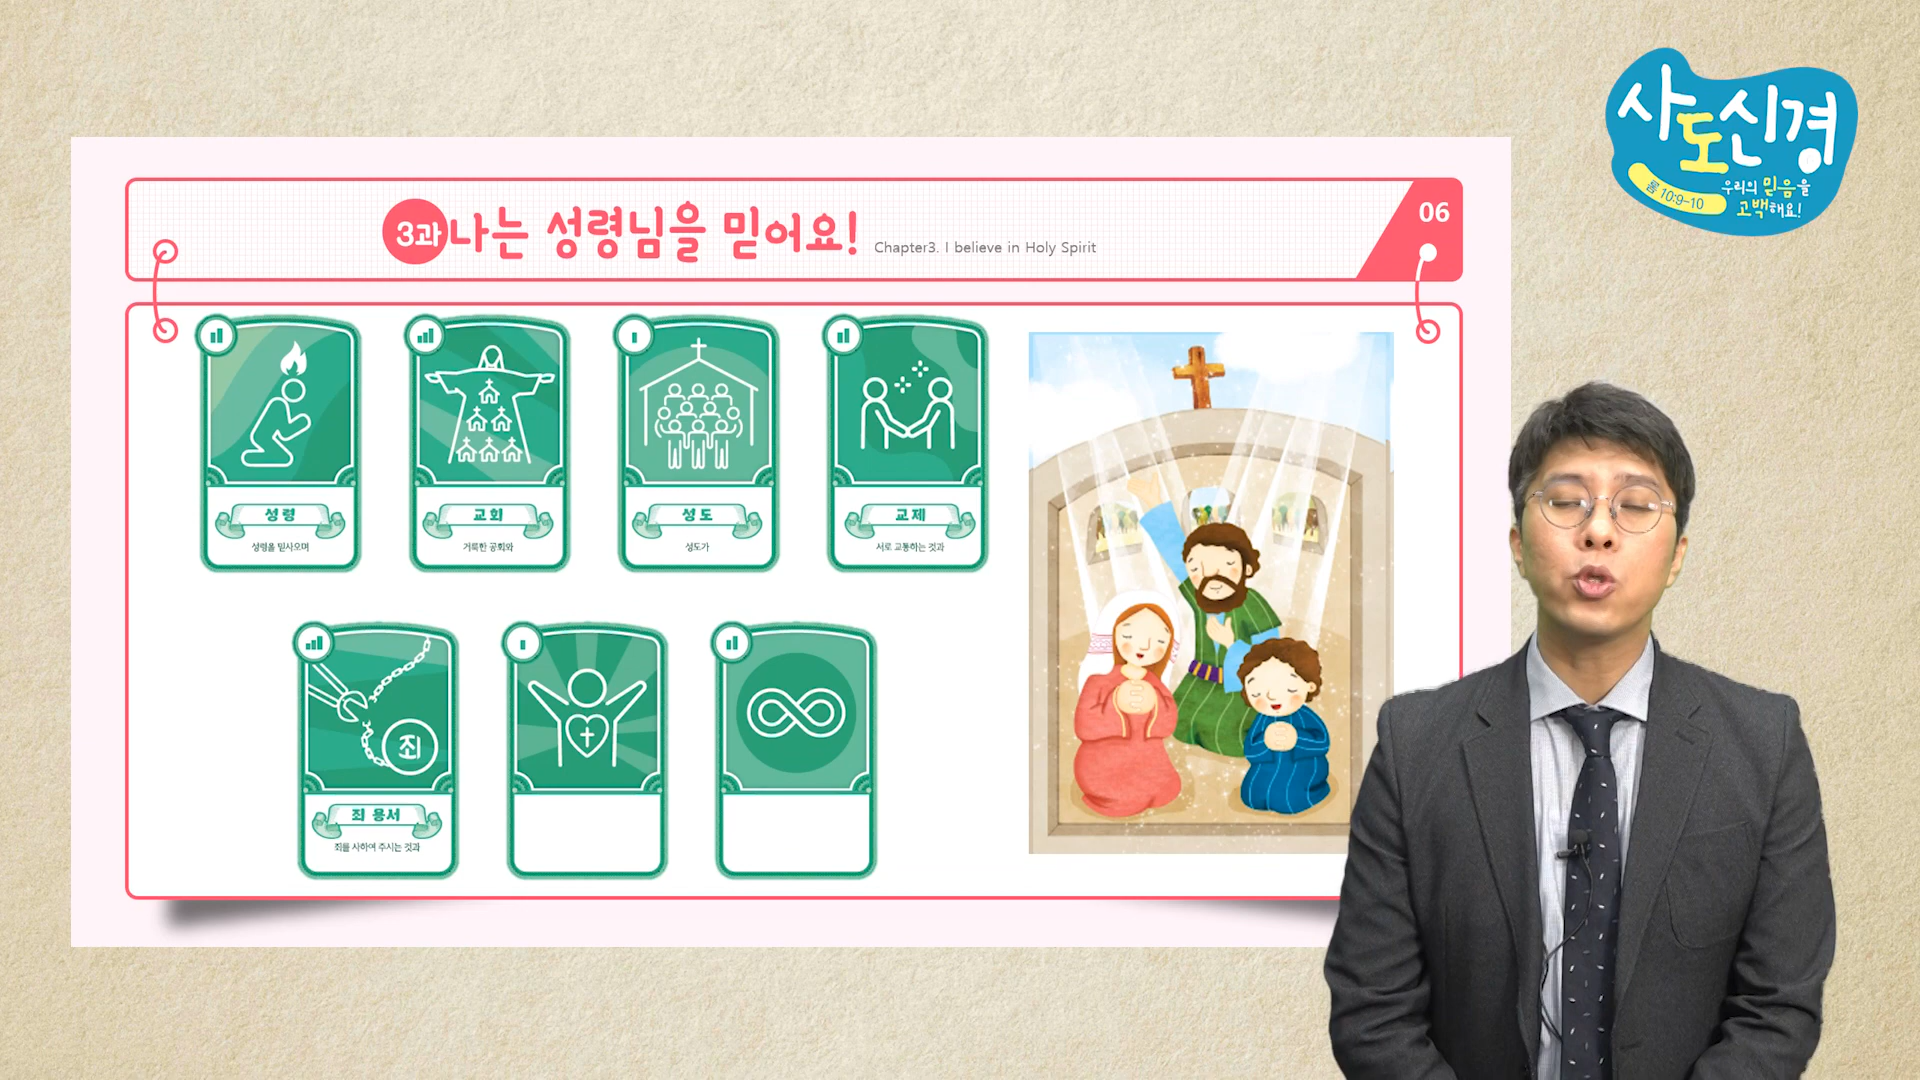 사도신경
롬 10:9-10
우리의 믿음을
고백해요!
3과 나는 성령님을 믿어요!
Chapter3. I believe in Holy Spirit
06
성령
성령을 믿사오며
교회
거룩한 공회와
성도
성도가
교제
서로 교통하는 것과
죄
죄 용서
죄를 사하여 주시는 것과